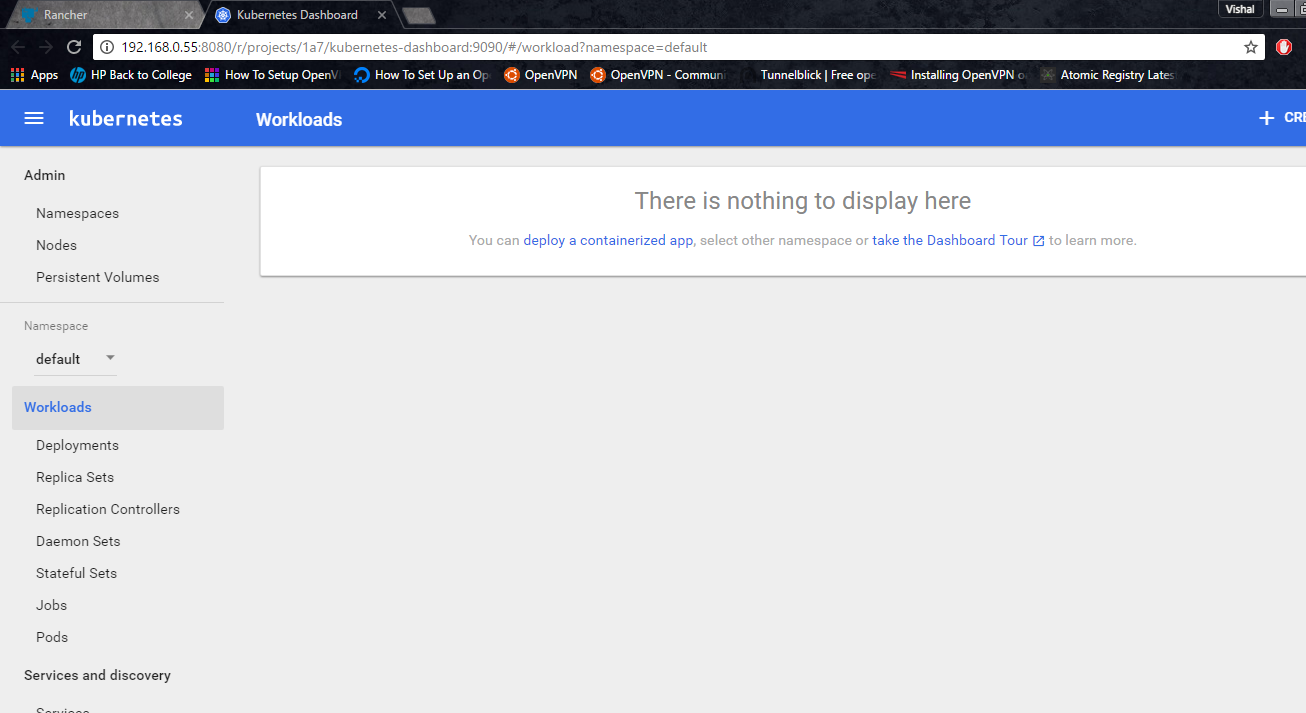 Rancher
Kubernetes Dashboard
Vishal
192.168.0.55:8080/r/projects/1a7/kubernetes-dashboard:9090/#/workload?namespace=default
Apps HP Back to College How To Setup OpenV How To Set Up an Op OpenVPN OpenVPN - Commun Tunnelblick | Free ope Installing OpenVPN o Atomic Registry Lates
kubernetes Workloads + CRE
Admin
Namespaces
Nodes
Persistent Volumes
Namespace
default
Workloads
Deployments
Replica Sets
Replication Controllers
Daemon Sets
Stateful Sets
Jobs
Pods
Services and discovery
Services
There is nothing to display here
You can deploy a containerized app, select other namespace or take the Dashboard Tour to learn more.